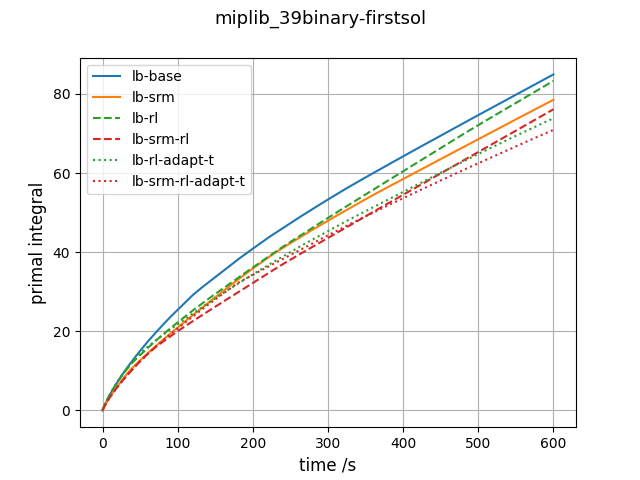 miplib_39binary-firstsol
lb-base
lb-srm
lb-rl
lb-srm-rl
lb-rl-adapt-t
lb-srm-rl-adapt-t
primal integral
80
60
40
20
0
0 100 200 300 400 500 600
time /s